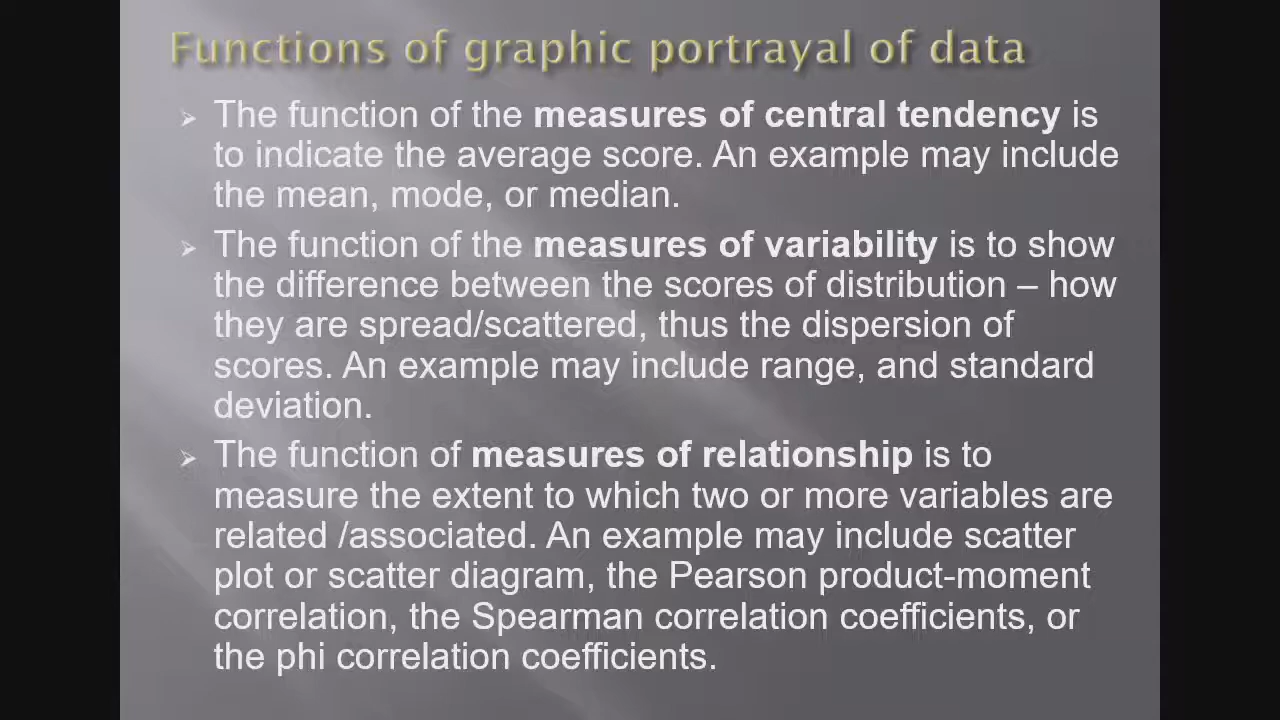 Functions of graphic portrayal of data
The function of the measures of central tendency is
to indicate the average score. An example may include
the mean, mode, or median.
The function of the measures of variability is to show
the difference between the scores of distribution – how
they are spread/scattered, thus the dispersion of
scores. An example may include range, and standard
deviation.
The function of measures of relationship is to
measure the extent to which two or more variables are
related /associated. An example may include scatter
plot or scatter diagram, the Pearson product-moment
correlation, the Spearman correlation coefficients, or
the phi correlation coefficients.